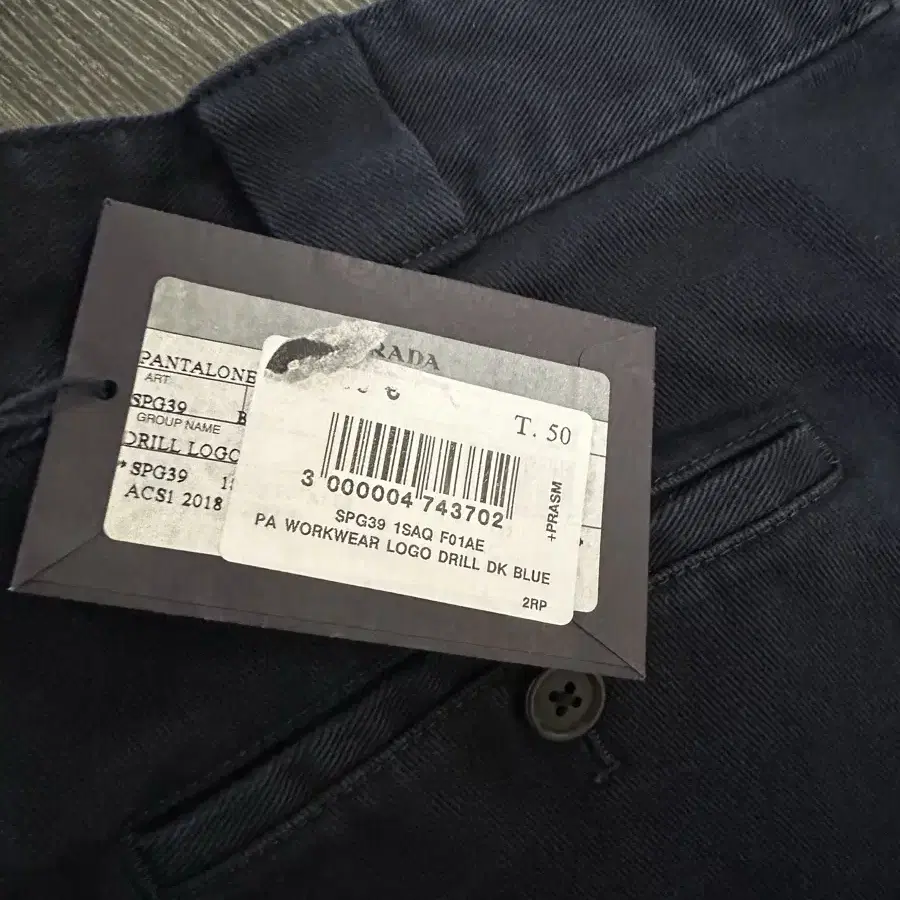 RADA
PANTALONE
ART.
SPG39
GROUP NAME
DRILL LOGO
*SPG39
ACS1 2018
T. 50
3 000004 743702
+PRASM
SPG39 1SAQ F01AE
PA WORKWEAR LOGO DRILL DK BLUE
2RP